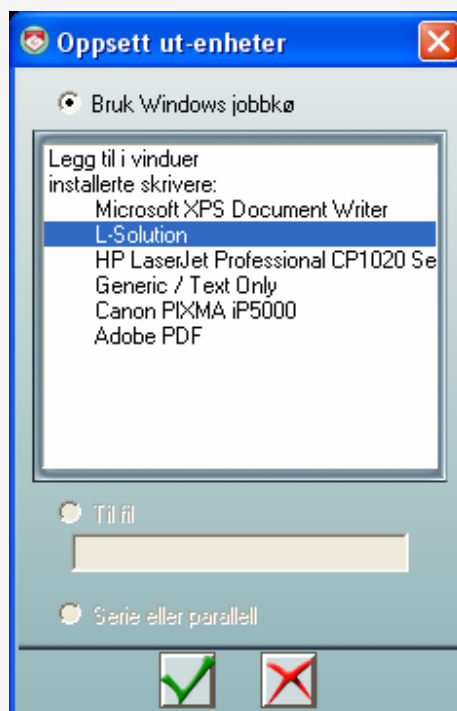 Oppsett ut-enheter
Bruk Windows jobbkø
Legg til i vinduer
installerte skrivere:
Microsoft XPS Document Writer
L-Solution
HP LaserJet Professional CP1020 Se
Generic / Text Only
Canon PIXMA iP5000
Adobe PDF
Til fil
Serie eller parallell